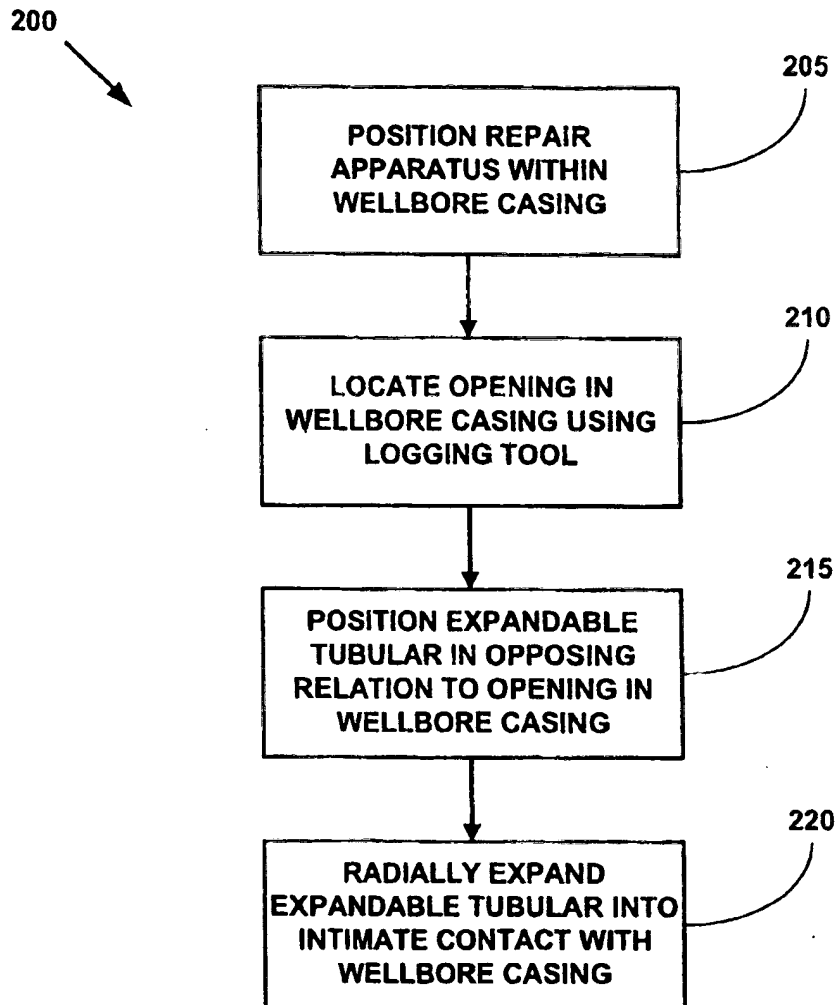 200
205
POSITION REPAIR
APPARATUS WITHIN
WELLBORE CASING
210
LOCATE OPENING IN
WELLBORE CASING USING
LOGGING TOOL
215
POSITION EXPANDABLE
TUBULAR IN OPPOSING
RELATION TO OPENING IN
WELLBORE CASING
220
RADIALLY EXPAND
EXPANDABLE TUBULAR INTO
INTIMATE CONTACT WITH
WELLBORE CASING